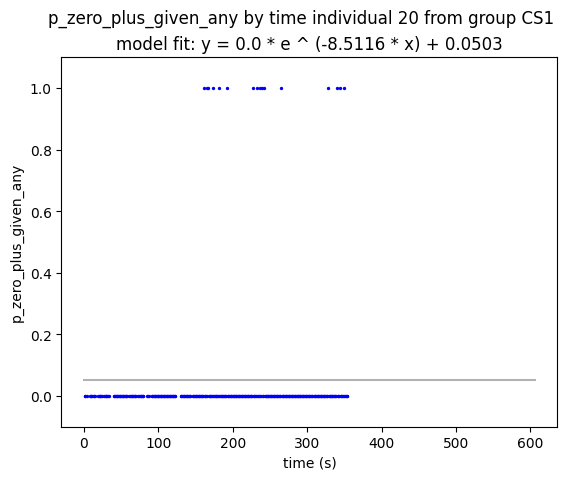 p_zero_plus_given_any by time individual 20 from group CS1
model fit: y = 0.0 * e ^ (-8.5116 * x) + 0.0503
1.0
0.8
0.6
0.4
0.2
0.0
p_zero_plus_given_any
0 100 200 300 400 500 600
time (s)